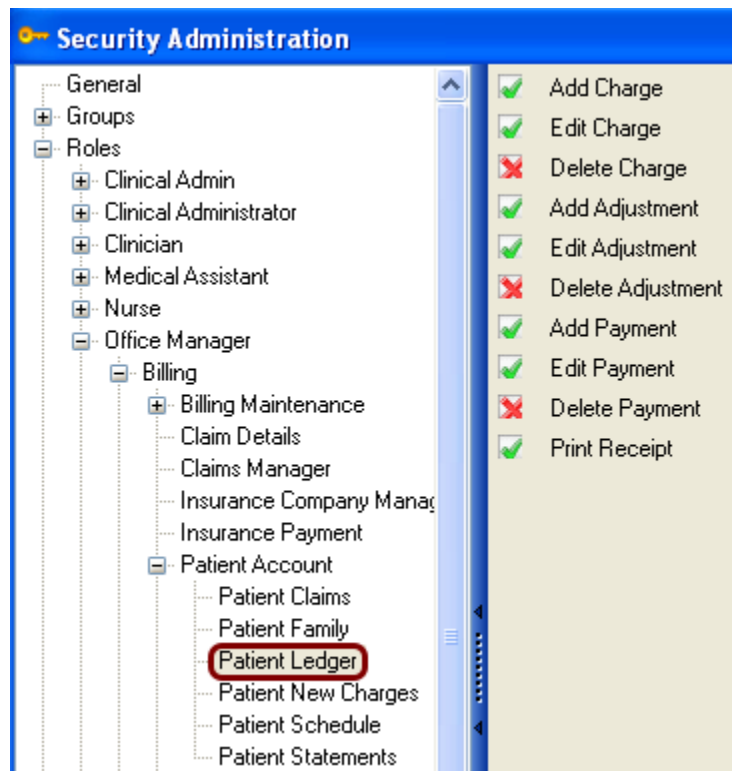 Security Administration
General
Groups
Roles
Clinical Admin
Clinical Administrator
Clinician
Medical Assistant
Nurse
Office Manager
Billing
Billing Maintenance
Claim Details
Claims Manager
Insurance Company Manag
Insurance Payment
Patient Account
Patient Claims
Patient Family
Patient Ledger
Patient New Charges
Patient Schedule
Patient Statements
Add Charge
Edit Charge
Delete Charge
Add Adjustment
Edit Adjustment
Delete Adjustment
Add Payment
Edit Payment
Delete Payment
Print Receipt